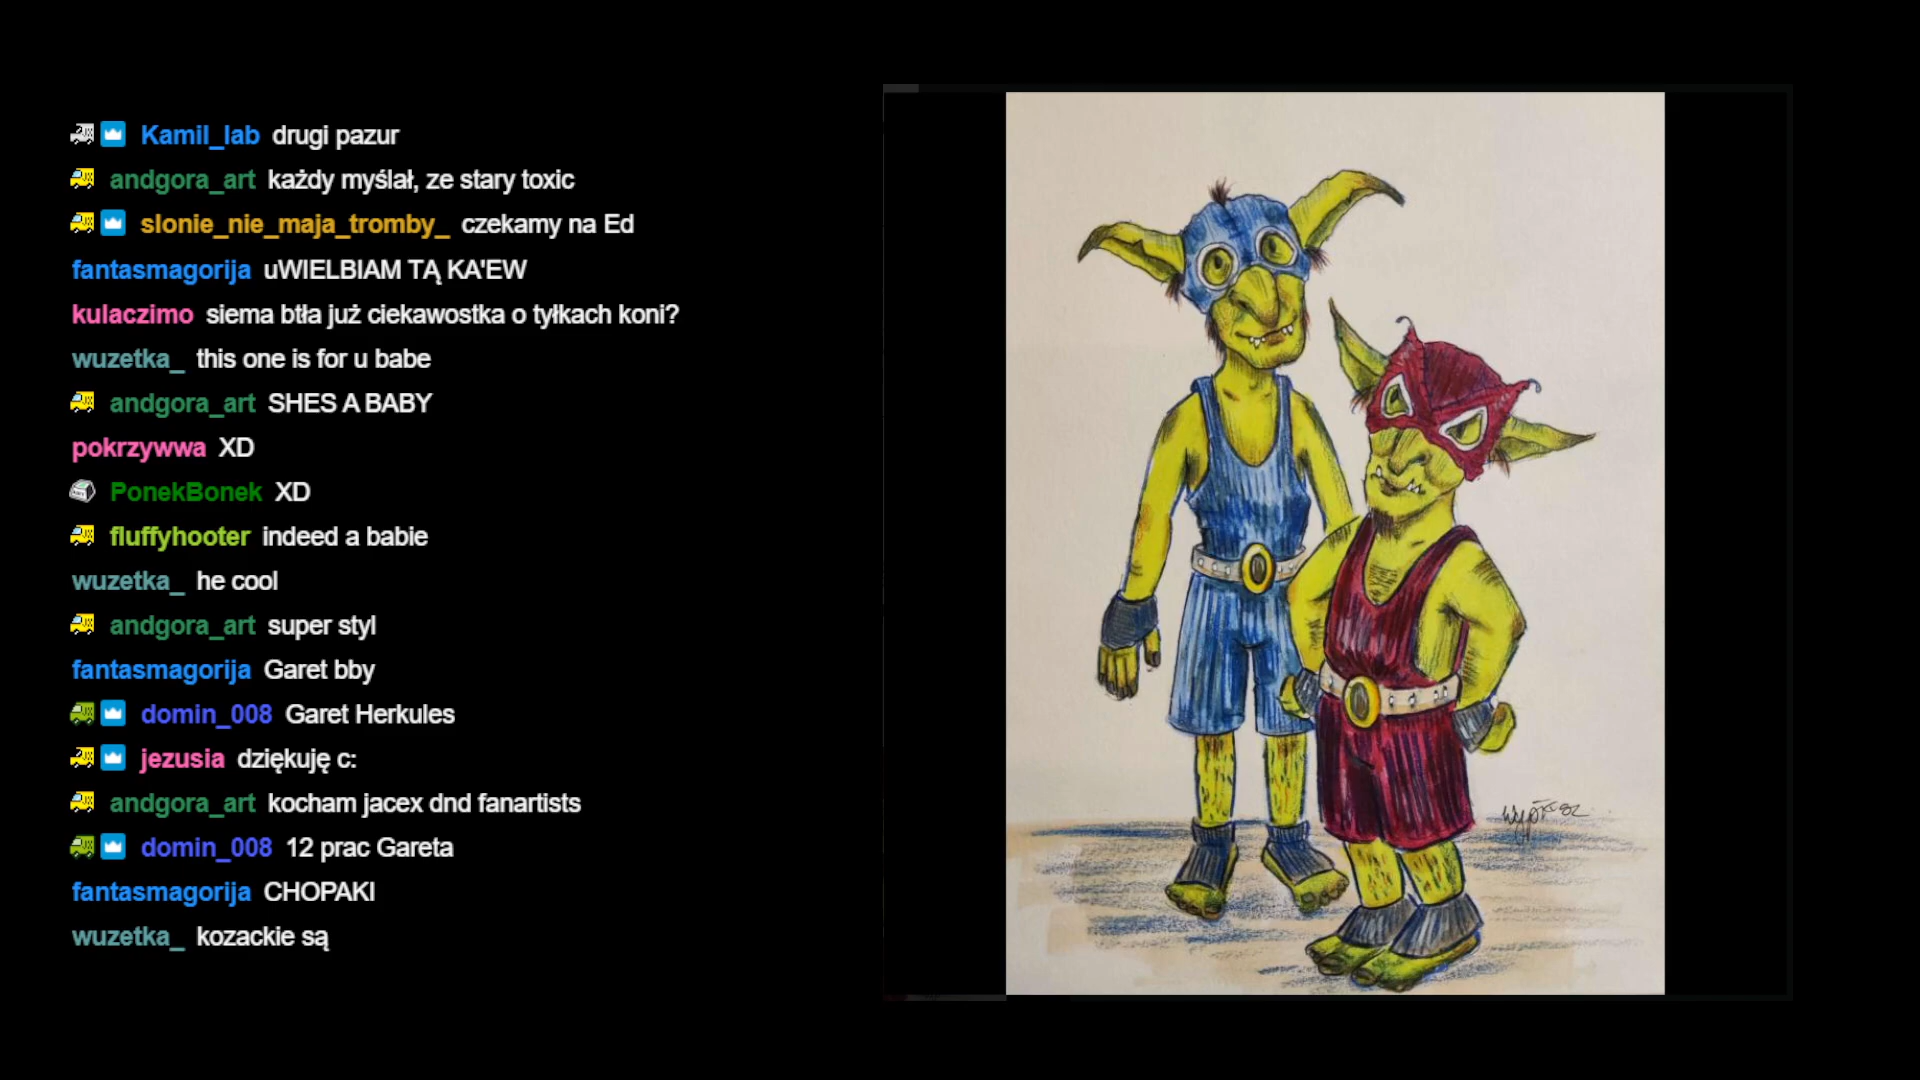 Kamil_lab drugi pazur
andgora_art każdy myślał, ze stary toxic
slonie_nie_maja_tromby_ czekamy na Ed
fantasmagorija uWIELBIAM TĄ KA'EW
kulaczimo siema btła już ciekawostka o tyłkach koni?
wuzetka_ this one is for u babe
andgora_art SHES A BABY
pokrzywwa XD
PonekBonek XD
fluffyhooter indeed a babie
wuzetka_ he cool
andgora_art super styl
fantasmagorija Garet bby
domin_008 Garet Herkules
jezusia dziękuję c:
andgora_art kocham jacex dnd fanartists
domin_008 12 prac Gareta
fantasmagorija CHOPAKI
wuzetka_ kozackie są